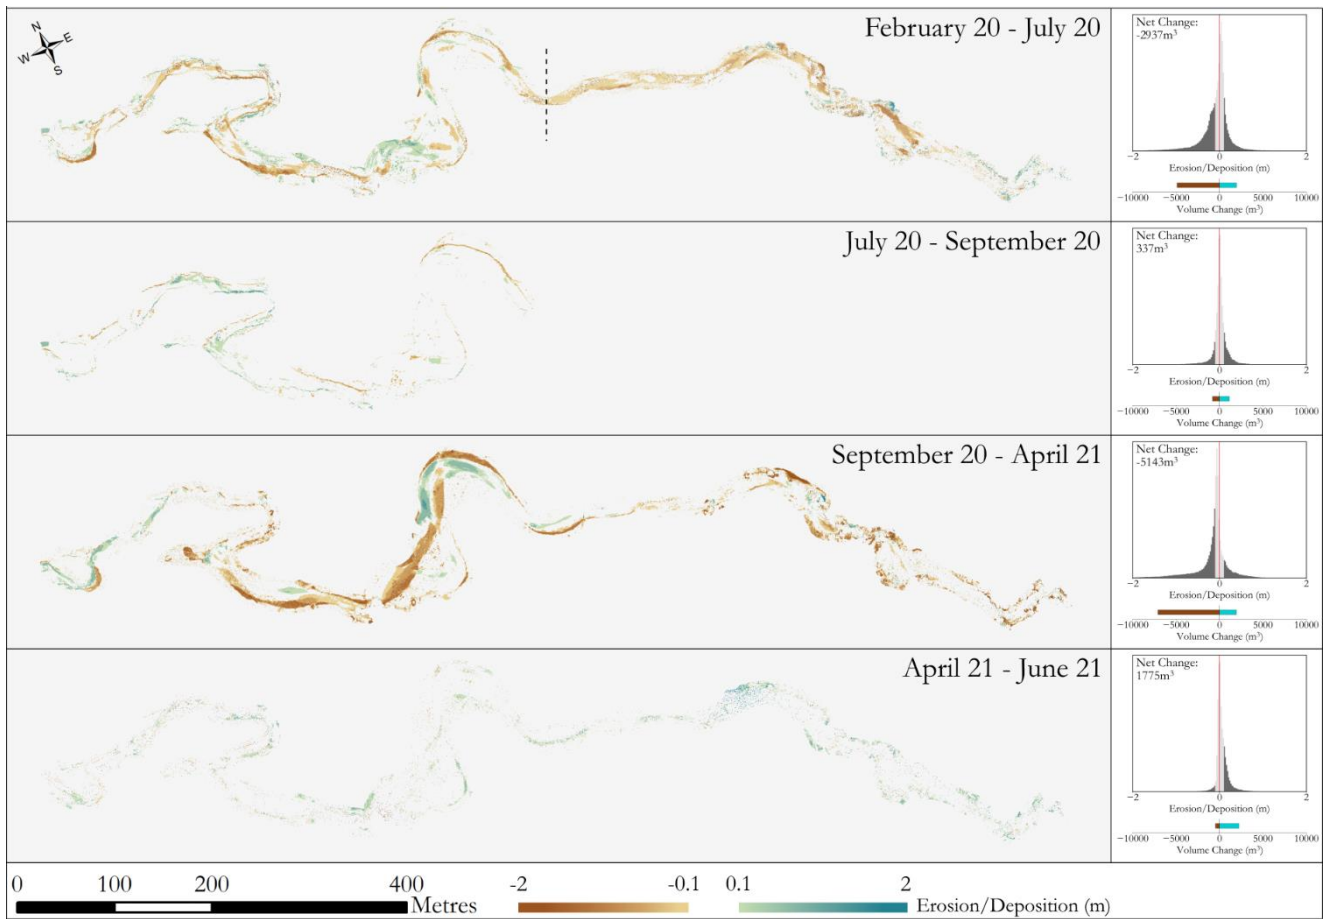 N
E
W
S
February 20 - July 20
Net Change:
-2937m³
−2 0 2
Erosion/Deposition (m)
−10000 −5000 0 5000 10000
Volume Change (m³)
July 20 - September 20
Net Change:
337m³
−2 0 2
Erosion/Deposition (m)
−10000 −5000 0 5000 10000
Volume Change (m³)
September 20 - April 21
Net Change:
-5143m³
−2 0 2
Erosion/Deposition (m)
−10000 −5000 0 5000 10000
Volume Change (m³)
April 21 - June 21
Net Change:
1775m³
−2 0 2
Erosion/Deposition (m)
−10000 −5000 0 5000 10000
Volume Change (m³)
0 100 200 400 -2 -0.1 0.1 2
Metres Erosion/Deposition (m)